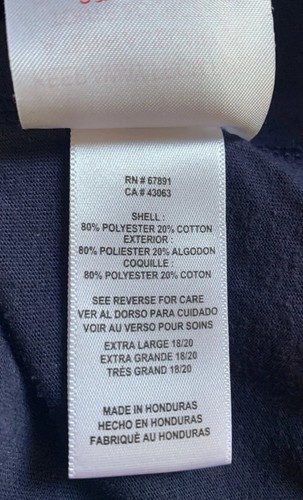 RN # 67891
CA # 43063
SHELL :
80% POLYESTER 20% COTTON
EXTERIOR :
80% POLIESTER 20% ALGODON
COQUILLE :
80% POLYESTER 20% COTON
SEE REVERSE FOR CARE
VER AL DORSO PARA CUIDADO
VOIR AU VERSO POUR SOINS
EXTRA LARGE 18/20
EXTRA GRANDE 18/20
TRÈS GRAND 18/20
MADE IN HONDURAS
HECHO EN HONDURAS
FABRIQUÉ AU HONDURAS